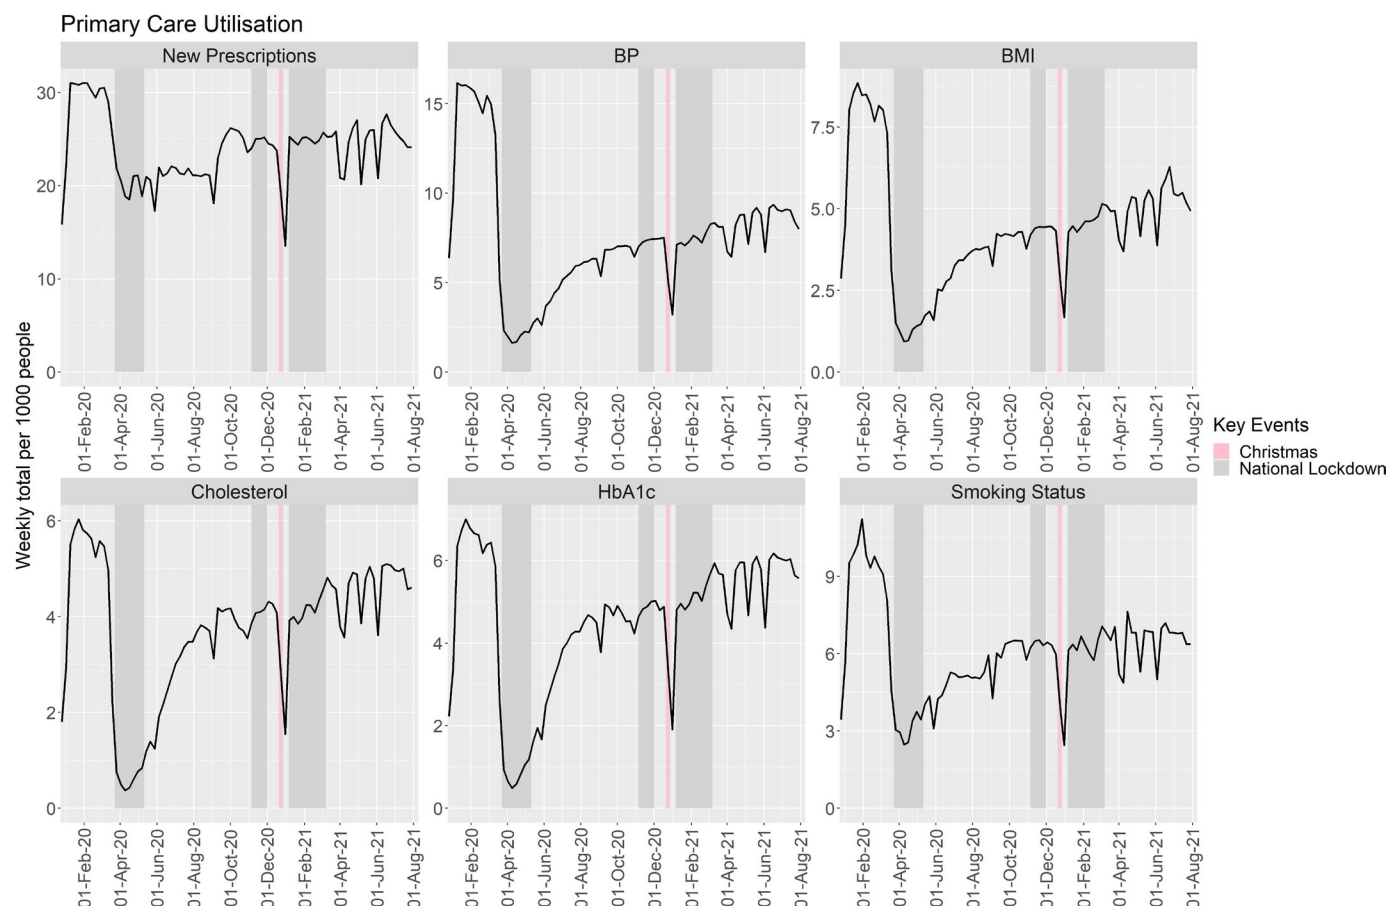 Primary Care Utilisation
New Prescriptions
BP
BMI
30
20
10
0
15
10
5
0
7.5
5.0
2.5
0.0
01-Feb-20
01-Apr-20
01-Jun-20
01-Aug-20
01-Oct-20
01-Dec-20
01-Feb-21
01-Apr-21
01-Jun-21
01-Aug-21
01-Feb-20
01-Apr-20
01-Jun-20
01-Aug-20
01-Oct-20
01-Dec-20
01-Feb-21
01-Apr-21
01-Jun-21
01-Aug-21
01-Feb-20
01-Apr-20
01-Jun-20
01-Aug-20
01-Oct-20
01-Dec-20
01-Feb-21
01-Apr-21
01-Jun-21
01-Aug-21
Weekly total per 1000 people
Key Events
Christmas
National Lockdown
Cholesterol
HbA1c
Smoking Status
6
4
2
0
6
4
2
0
9
6
3
0
01-Feb-20
01-Apr-20
01-Jun-20
01-Aug-20
01-Oct-20
01-Dec-20
01-Feb-21
01-Apr-21
01-Jun-21
01-Aug-21
01-Feb-20
01-Apr-20
01-Jun-20
01-Aug-20
01-Oct-20
01-Dec-20
01-Feb-21
01-Apr-21
01-Jun-21
01-Aug-21
01-Feb-20
01-Apr-20
01-Jun-20
01-Aug-20
01-Oct-20
01-Dec-20
01-Feb-21
01-Apr-21
01-Jun-21
01-Aug-21